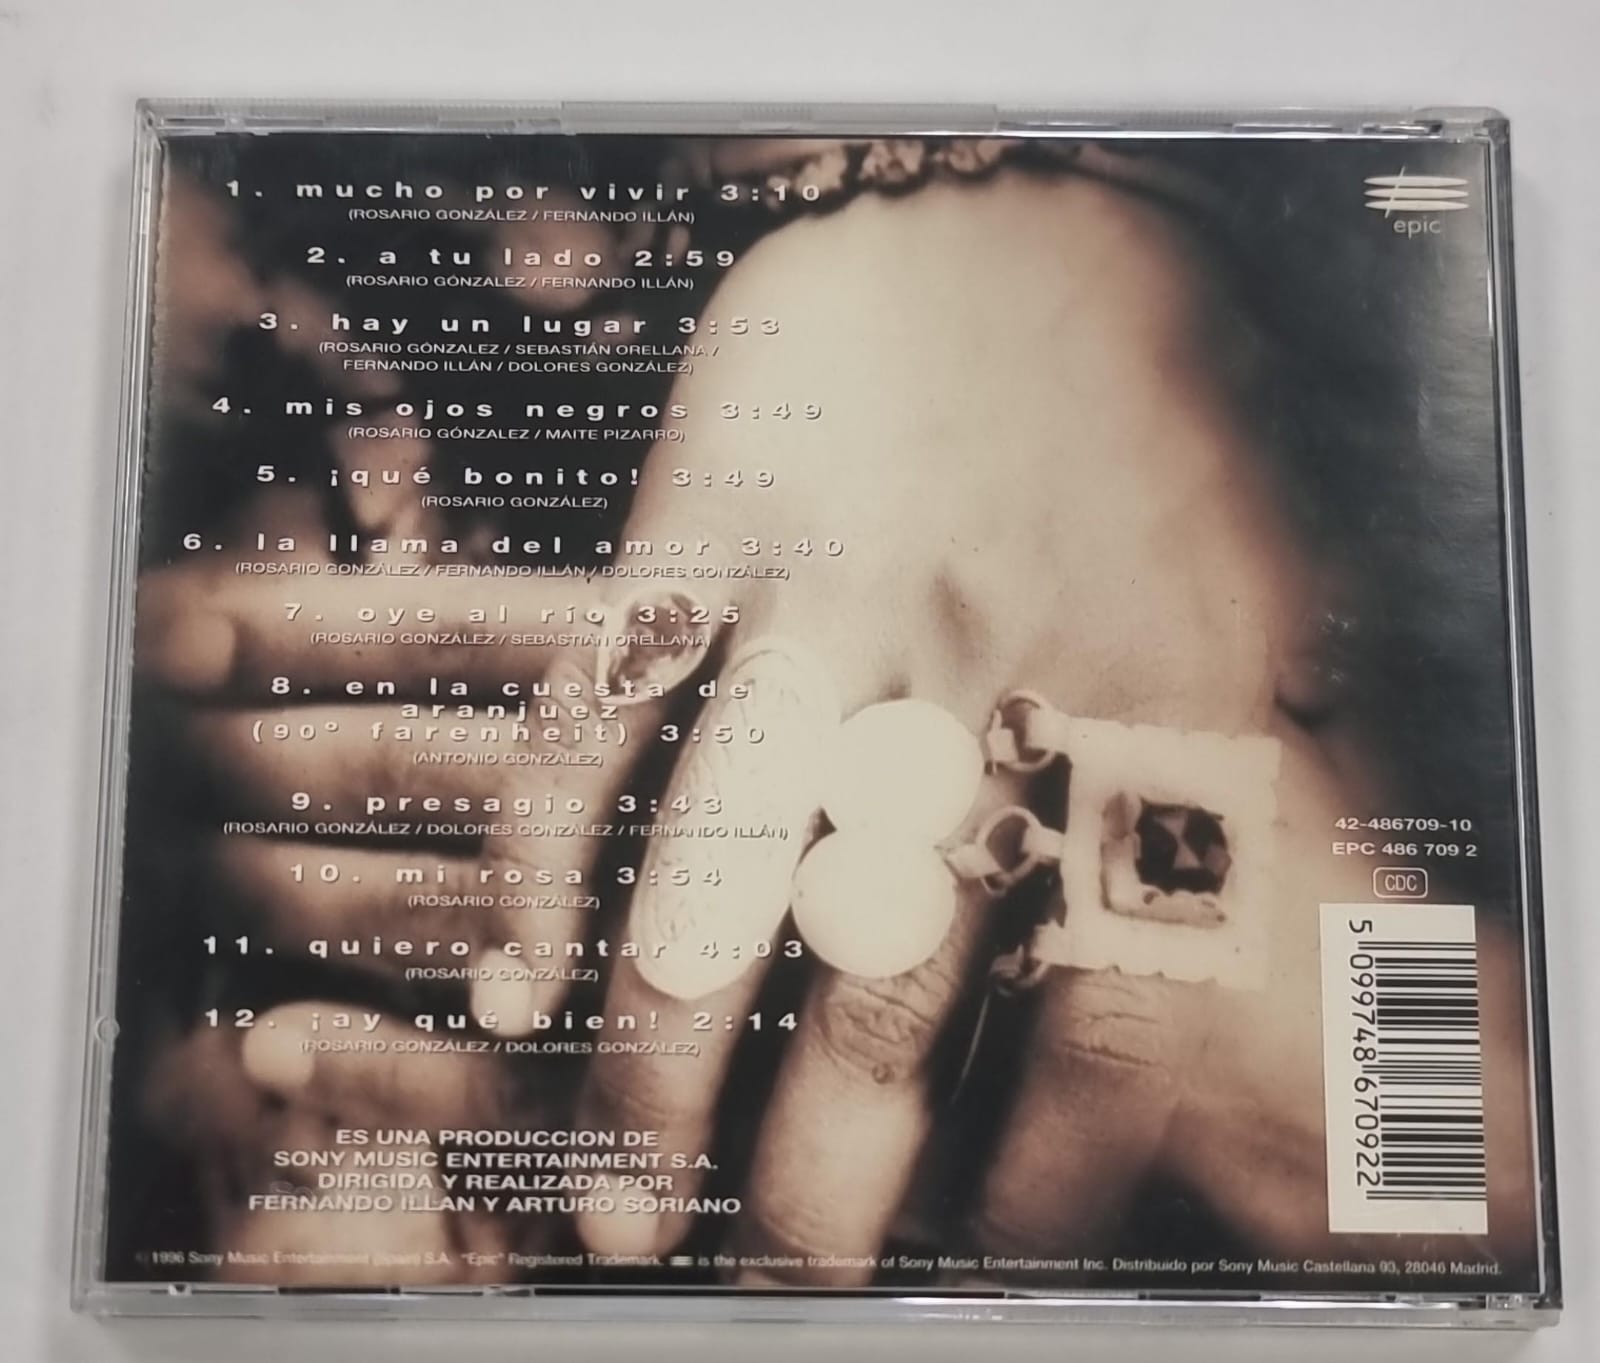 1. mucho por vivir 3:10
(ROSARIO GONZÁLEZ / FERNANDO ILLÁN)
2. a tu lado 2:59
(ROSARIO GÓNZALEZ / FERNANDO ILLÁN)
3. hay un lugar 3:53
(ROSARIO GÓNZALEZ / SEBASTIÁN ORELLANA /
FERNANDO ILLÁN / DOLORES GONZÁLEZ)
4. mis ojos negros 3:49
(ROSARIO GÓNZALEZ / MAITE PIZARRO)
5. ¡qué bonito! 3:49
(ROSARIO GONZÁLEZ)
6. la llama del amor 3:40
(ROSARIO GONZÁLEZ / FERNANDO ILLÁN / DOLORES GONZÁLEZ)
7. oye al río 3:25
(ROSARIO GONZÁLEZ / SEBASTIÁN ORELLANA)
8. en la cuesta de
aranjuez
(90º farenheit) 3:50
(ANTONIO GONZÁLEZ)
9. presagio 3:43
(ROSARIO GONZÁLEZ / DOLORES GONZÁLEZ / FERNANDO ILLÁN)
10. mi rosa 3:54
(ROSARIO GONZÁLEZ)
11. quiero cantar 4:03
(ROSARIO GONZÁLEZ)
12. ¡ay qué bien! 2:14
(ROSARIO GONZÁLEZ / DOLORES GONZÁLEZ)
ES UNA PRODUCCION DE
SONY MUSIC ENTERTAINMENT S.A.
DIRIGIDA Y REALIZADA POR
FERNANDO ILLAN Y ARTURO SORIANO
epic
42-486709-10
EPC 486 709 2
CDC
5 099748 670922
© 1996 Sony Music Entertainment (Spain) S.A. "Epic" Registered Trademark. is the exclusive trademark of Sony Music Entertainment Inc. Distribuido por Sony Music Castellana 93, 28046 Madrid.